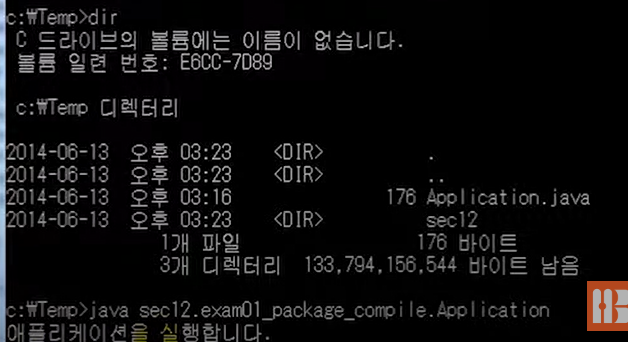 c:₩Temp>dir
C 드라이브의 볼륨에는 이름이 없습니다.
볼륨 일련 번호: E6CC-7D89
c:₩Temp 디렉터리
2014-06-13 오후 03:23 <DIR> .
2014-06-13 오후 03:23 <DIR> ..
2014-06-13 오후 03:16 176 Application.java
2014-06-13 오후 03:23 <DIR> sec12
1개 파일 176 바이트
3개 디렉터리 133,794,156,544 바이트 남음
c:₩Temp>java sec12.exam01_package_compile.Application
애플리케이션을 실행합니다.